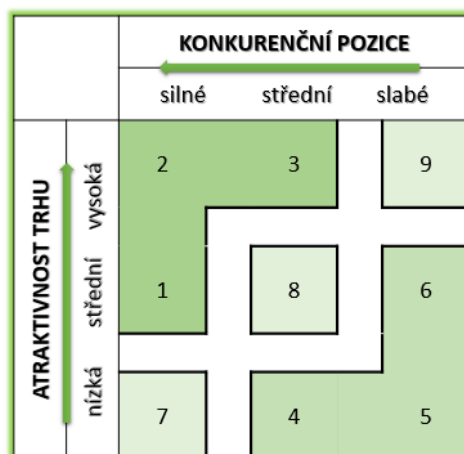 KONKURENČNÍ POZICE
silné střední slabé
ATRAKTIVNOST TRHU
vysoká
2 3 9
střední
1 8 6
nízká
7 4 5